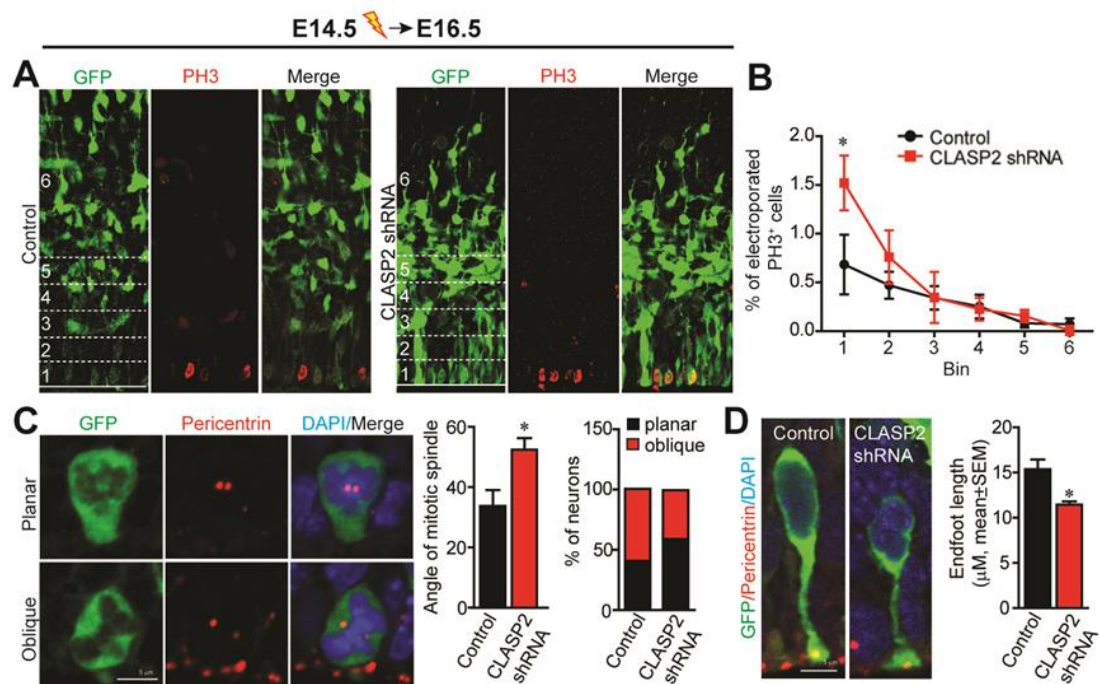 E14.5 → E16.5
A
GFP PH3 Merge GFP PH3 Merge
Control
6
5
4
3
2
1
CLASP2 shRNA
6
5
4
3
2
1
B
*
Control
CLASP2 shRNA
% of electroporated
PH3+ cells
2.0
1.5
1.0
0.5
0.0
1 2 3 4 5 6
Bin
C
GFP Pericentrin DAPI/Merge
Planar
Oblique
5 μm
Angle of mitotic spindle
60
40
20
0
*
Control
CLASP2
shRNA
% of neurons
150
100
50
0
planar
oblique
Control
CLASP2
shRNA
D
GFP/Pericentrin/DAPI
Control
CLASP2
shRNA
5 μm
Endfoot length
(μM, mean±SEM)
20
15
10
5
0
*
Control
CLASP2
shRNA